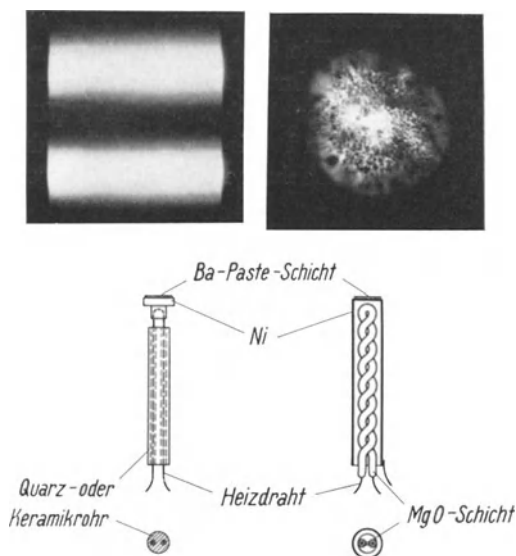 Ba-Paste-Schicht
Ni
Quarz-oder
Keramikrohr
Heizdraht
MgO-Schicht